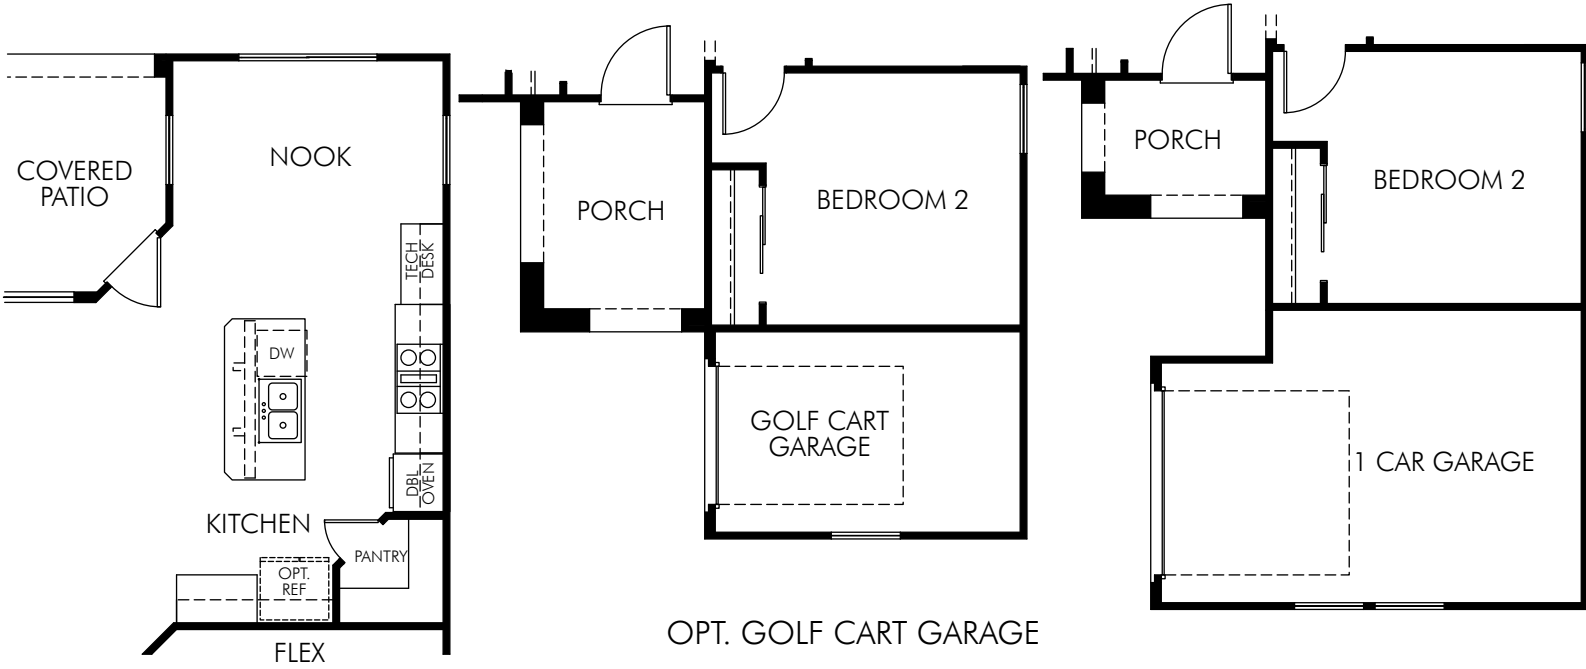 COVERED
PATIO
NOOK
TECH
DESK
DW
DBL
OVEN
KITCHEN
PANTRY
OPT.
REF
FLEX
PORCH
BEDROOM 2
GOLF CART
GARAGE
OPT. GOLF CART GARAGE
PORCH
BEDROOM 2
1 CAR GARAGE